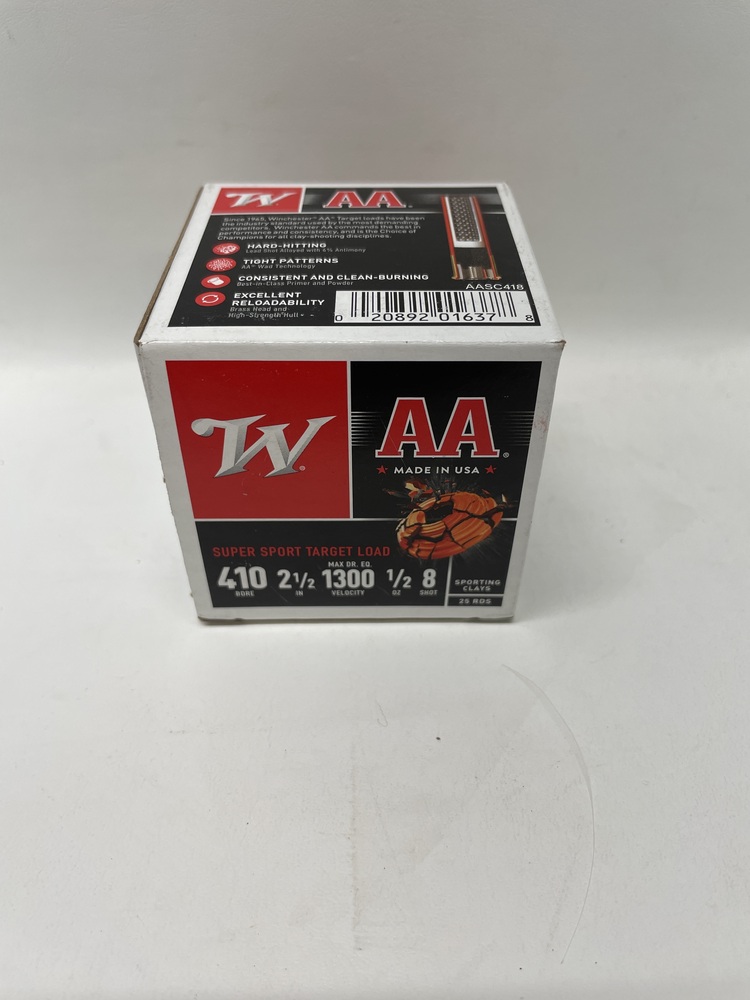 W AA®
Since 1965, Winchester® AA® Target loads have been
the industry standard used by the most demanding
competitors. Winchester AA commands the best in
performance and consistency, and is the Choice of
Champions for all clay-shooting disciplines.
HARD-HITTING
Lead Shot Alloyed with 6% Antimony
TIGHT PATTERNS
AA® Wad Technology
CONSISTENT AND CLEAN-BURNING
Best-in-Class Primer and Powder
EXCELLENT
RELOADABILITY
Brass Head and
High-Strength Hull
AASC418
0 20892 01637 8
W®
AA®
★ MADE IN USA ★
SUPER SPORT TARGET LOAD
410 BORE
2 1/2 IN
MAX DR. EQ.
1300 VELOCITY
1/2 OZ
8 SHOT
SPORTING
CLAYS
25 RDS